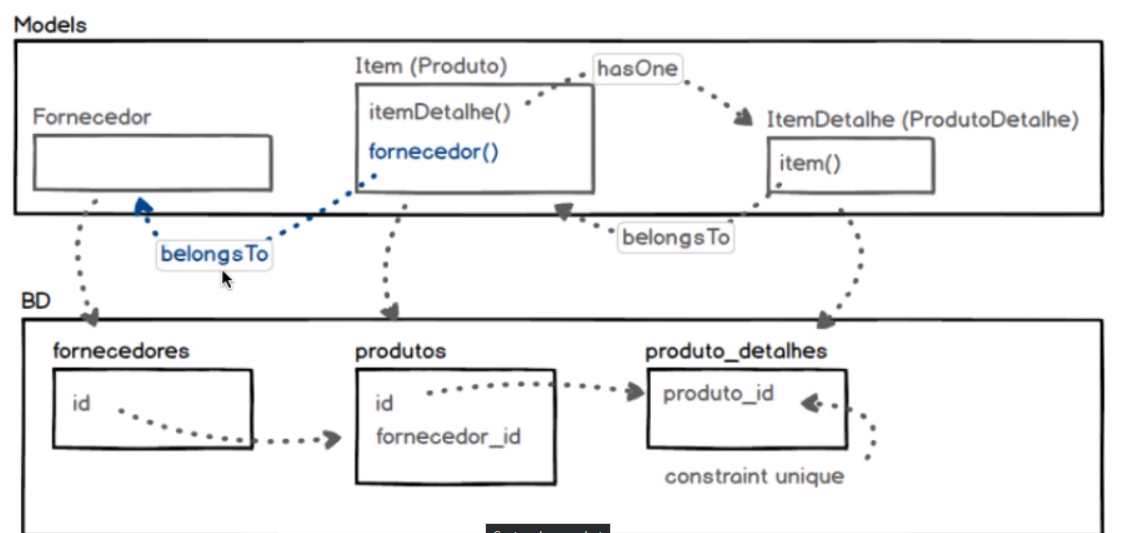 Models
Item (Produto)
hasOne
Fornecedor
itemDetalhe()
ItemDetalhe (ProdutoDetalhe)
fornecedor()
item()
belongsTo
belongsTo
BD
fornecedores
produtos
produto_detalhes
id
id
produto_id
fornecedor_id
constraint unique